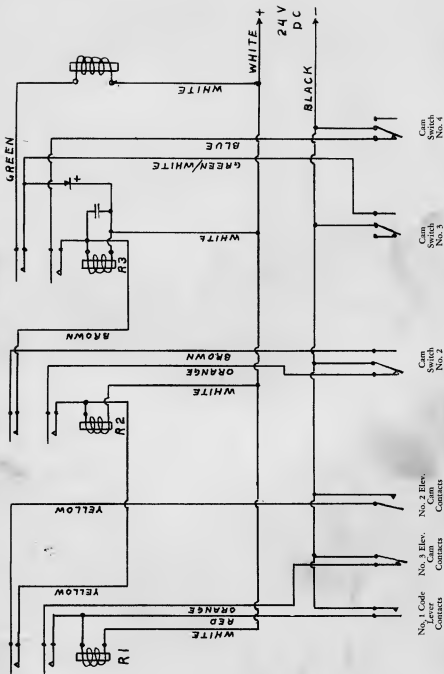 GREEN
WHITE
WHITE
+
24 V
DC
BLACK
-
BLUE
GREEN/WHITE
+
R3
WHITE
BROWN
BROWN
ORANGE
WHITE
R2
YELLOW
YELLOW
ORANGE
RED
WHITE
R1
Cam
Switch
No. 4
Cam
Switch
No. 3
Cam
Switch
No. 2
No. 2 Elev.
Cam
Contacts
No. 3 Elev.
Cam
Contacts
No. 1 Code
Lever
Contacts